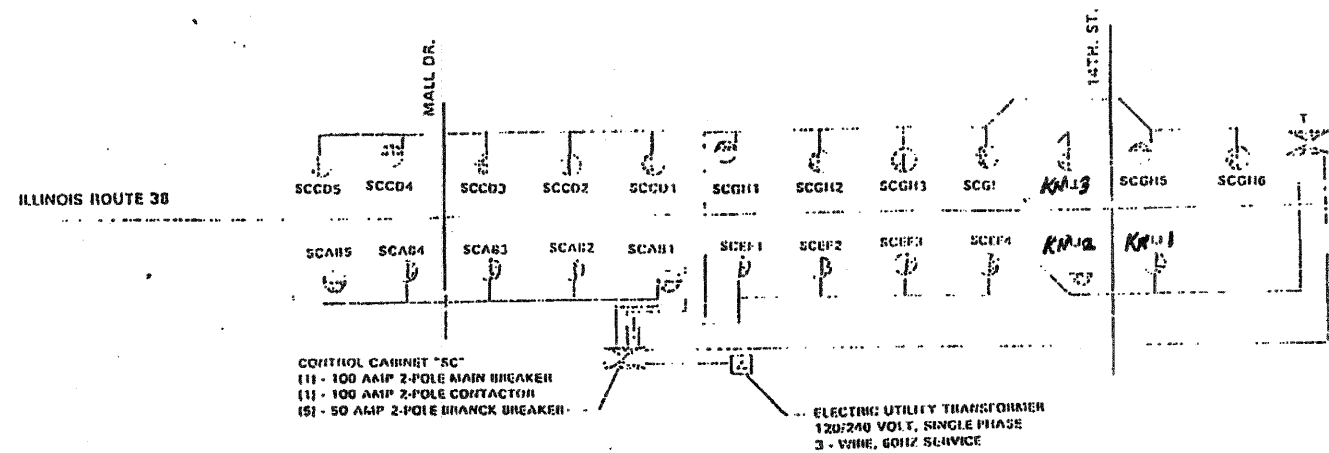 MALL DR.
14TH. ST.
T
ILLINOIS ROUTE 38
SCCD5 SCCD4 SCCD3 SCCD2 SCCD1 SCGH1 SCGH2 SCGH3 SCGH5 SCGH6
SCAB5 SCAB4 SCAB3 SCAB2 SCAB1 SCEF1 SCEF2 SCEF3 SCEF4
CONTROL CABINET "SC"
(1) - 100 AMP 2-POLE MAIN BREAKER
(1) - 100 AMP 2-POLE CONTACTOR
(5) - 50 AMP 2-POLE BRANCK BREAKER
ELECTRIC UTILITY TRANSFORMER
120/240 VOLT, SINGLE PHASE
3 - WIRE, 60HZ SERVICE